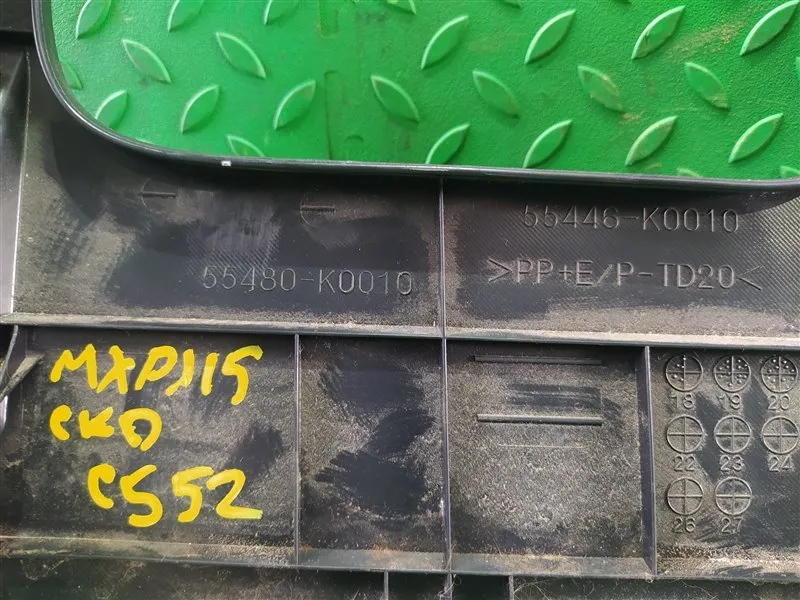 55446-K0010
55480-K0010
>PP+E/P-TD20<
MXPJ15
CKD
C552
18 19 20
22 23 24
26 27